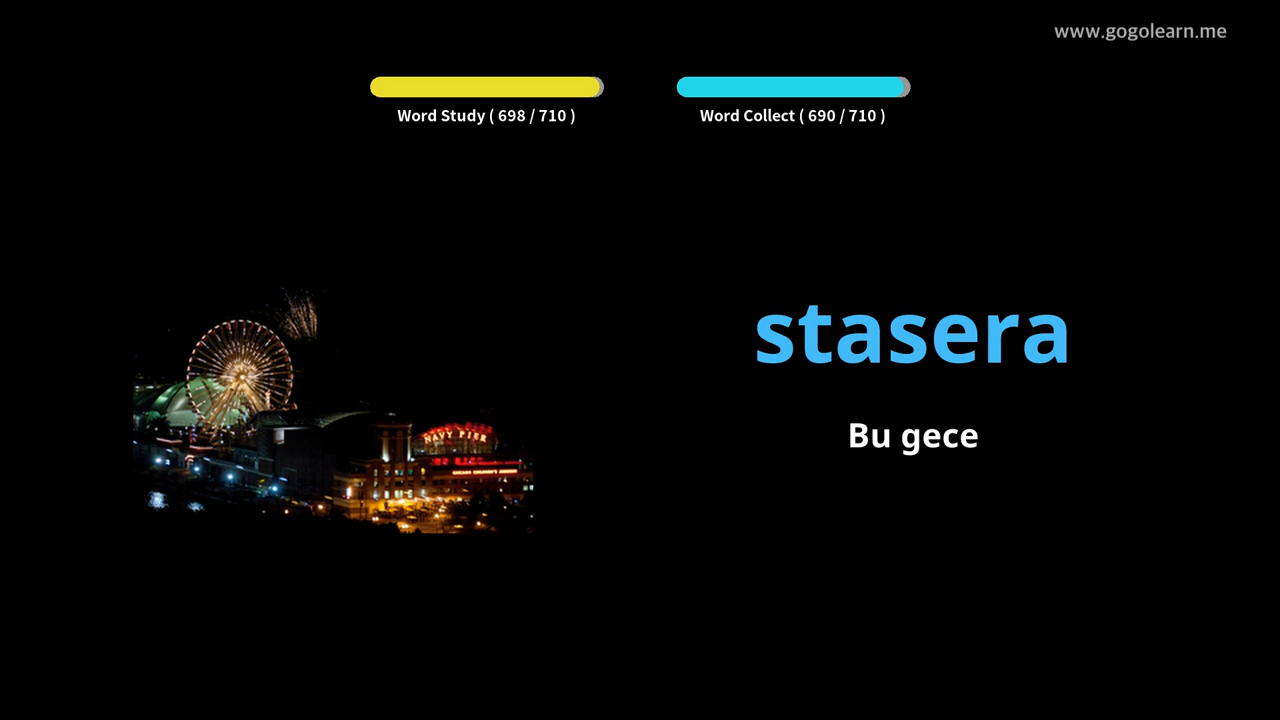 www.gogolearn.me
Word Study ( 698 / 710 )
Word Collect ( 690 / 710 )
stasera
Bu gece
NAVY PIER